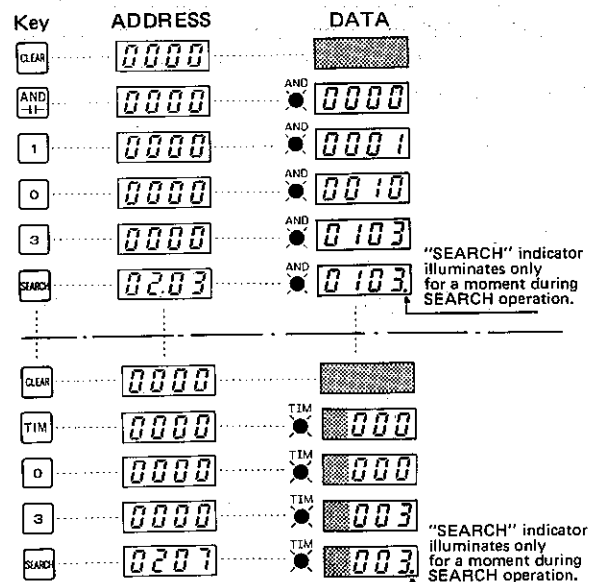 Key ADDRESS DATA
CLEAR 0000
AND 0000 AND 0000
1 0000 AND 0001
0 0000 AND 0010
3 0000 AND 0103
SEARCH 02.03 AND 0103.
"SEARCH" indicator
illuminates only
for a moment during
SEARCH operation.
CLEAR 0000
TIM 0000 TIM 000
0 0000 TIM 000
3 0000 TIM 003
SEARCH 0207 TIM 003.
"SEARCH" indicator
illuminates only
for a moment during
SEARCH operation.